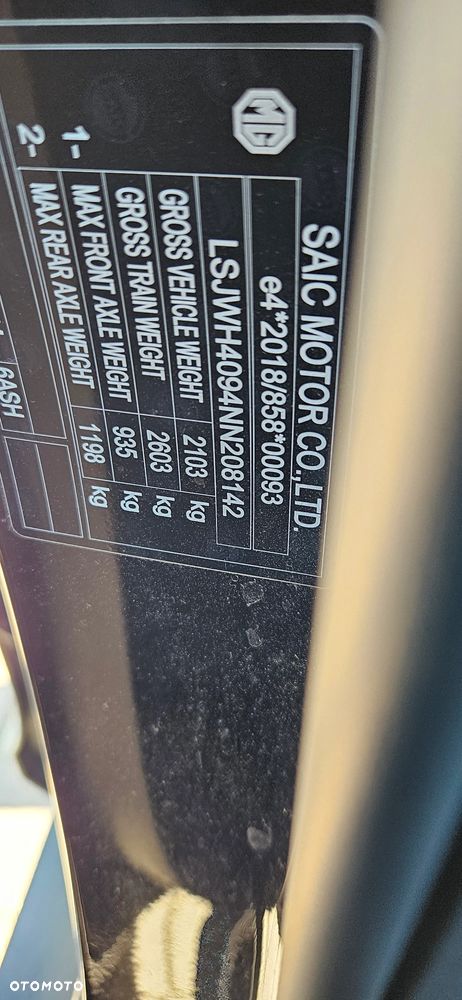 MG
SAIC MOTOR CO.,LTD.
e4*2018/858*00093
LSJWH4094NN208142
GROSS VEHICLE WEIGHT 2103 kg
GROSS TRAIN WEIGHT 2603 kg
1- MAX FRONT AXLE WEIGHT 935 kg
2- MAX REAR AXLE WEIGHT 1198 kg
6ASH
OTOMOTO